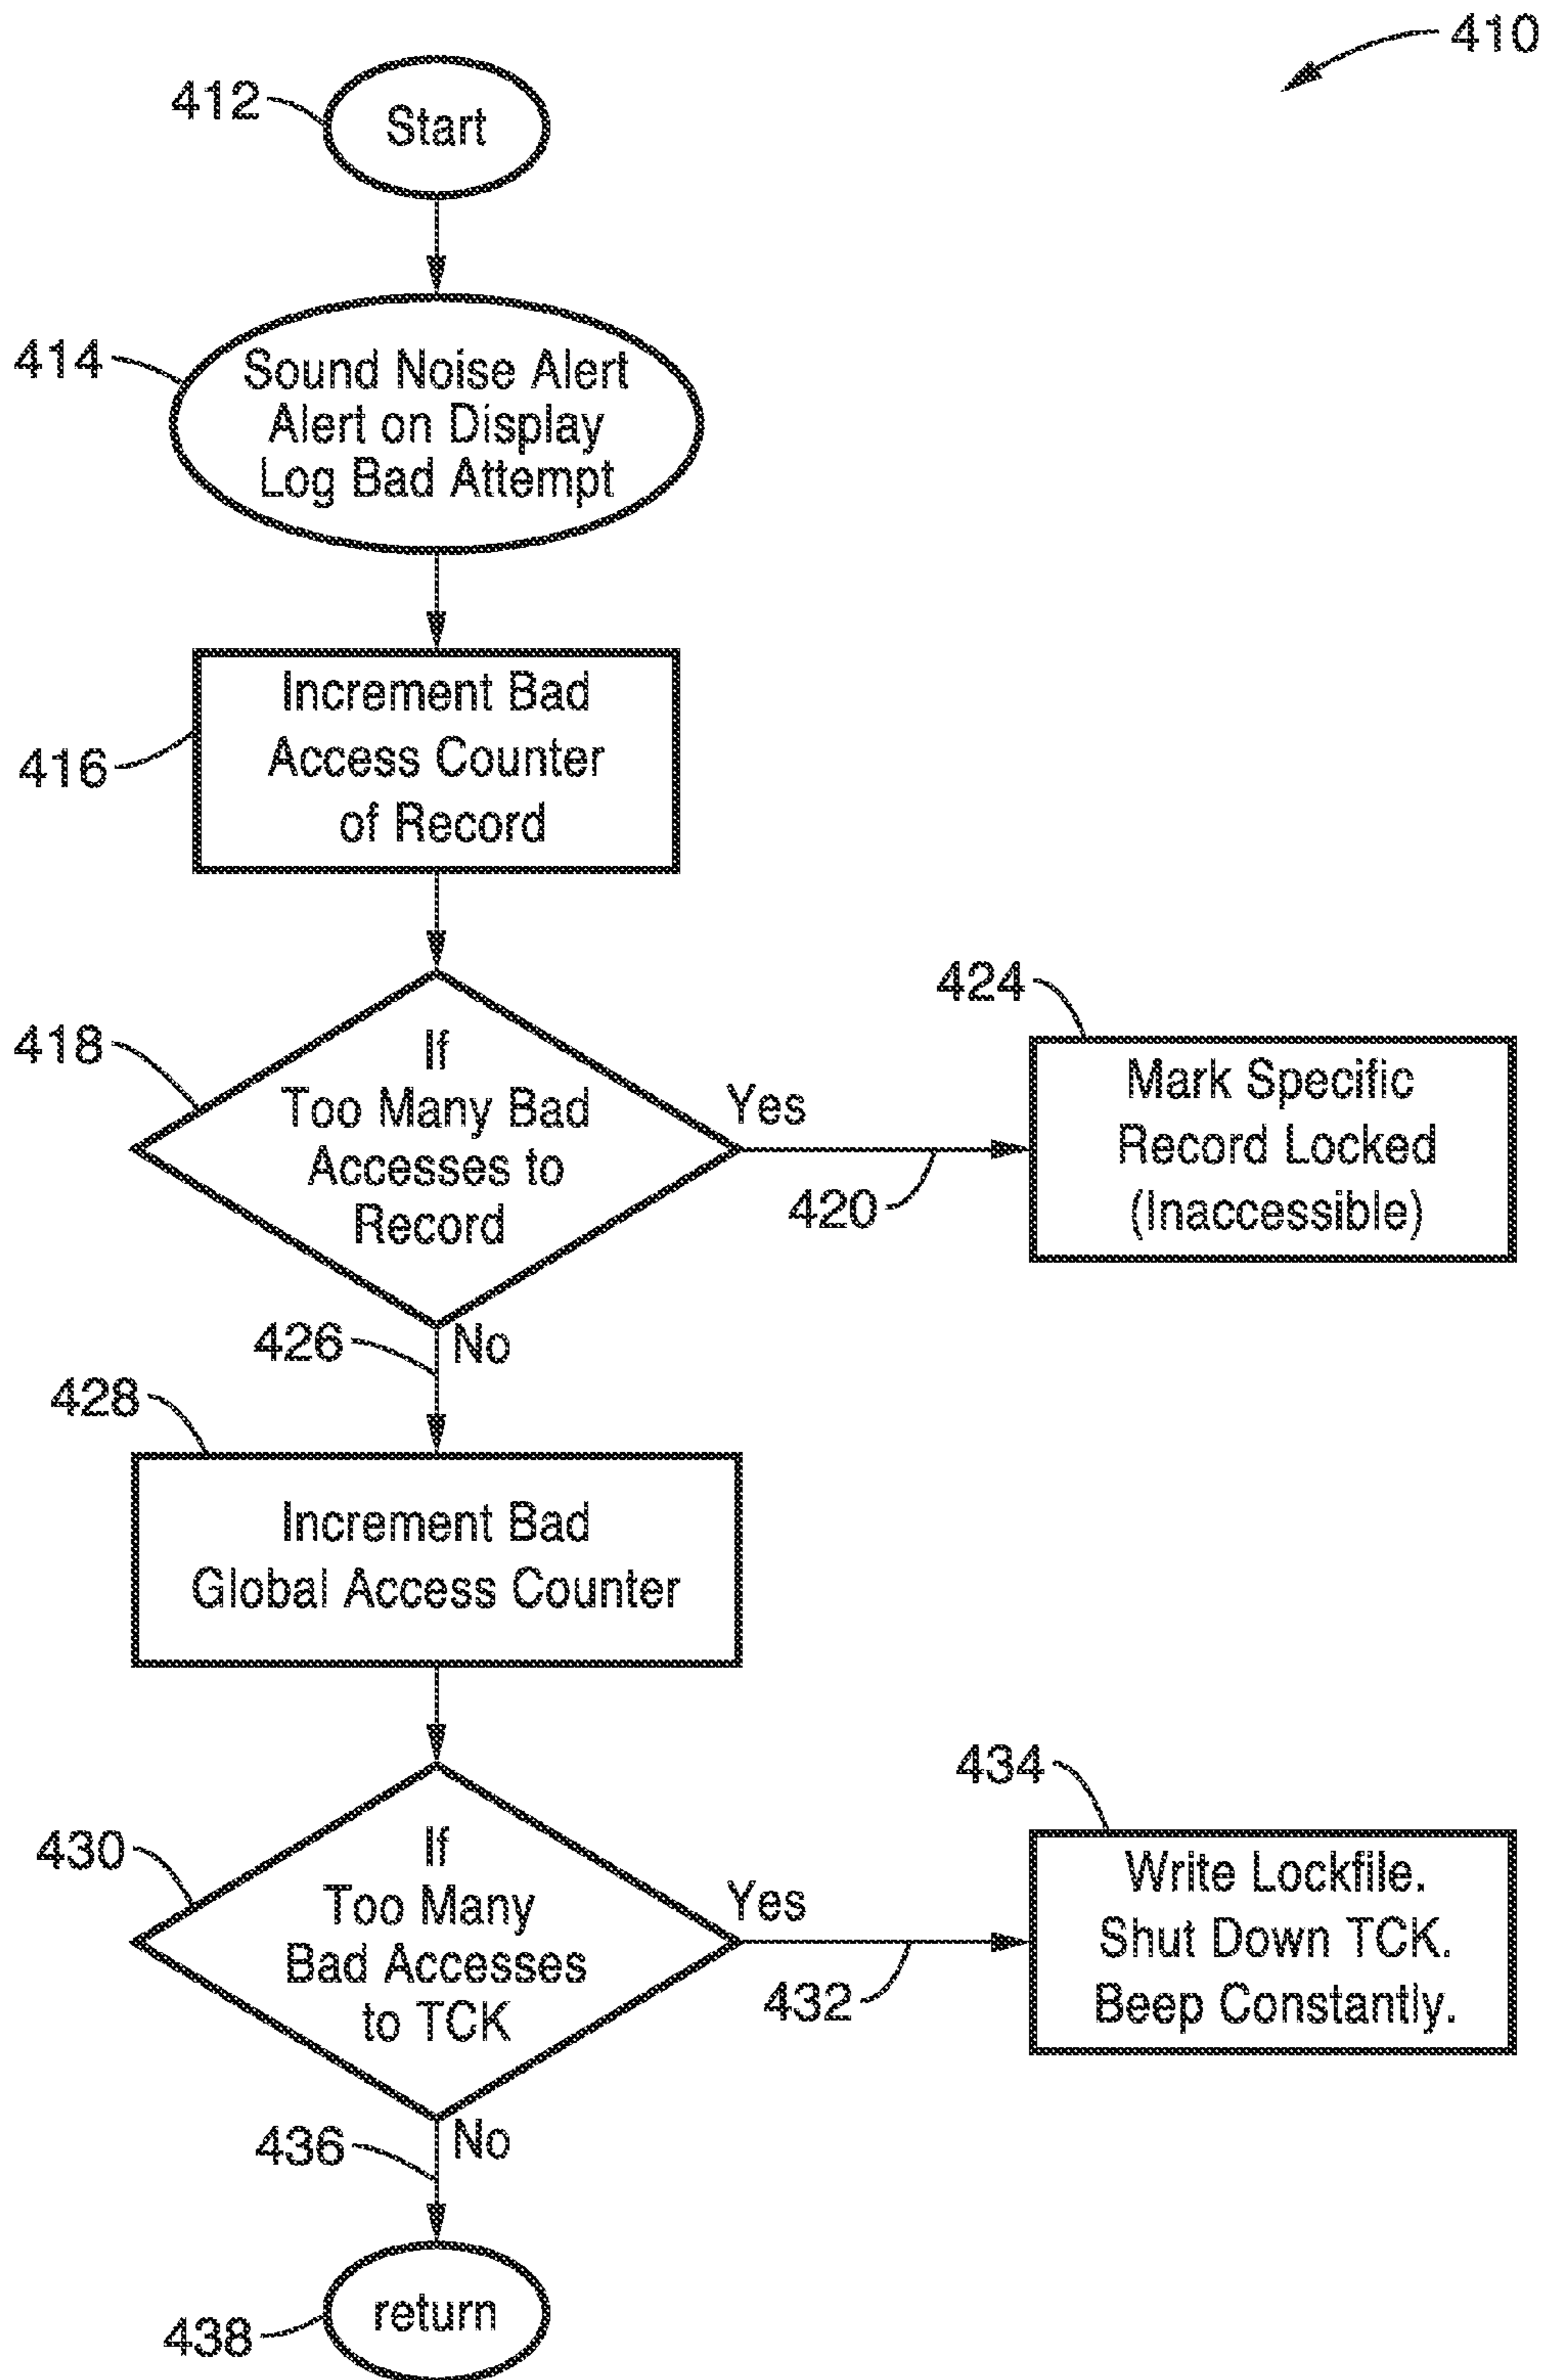 410
412
Start
414
Sound Noise Alert
Alert on Display
Log Bad Attempt
416
Increment Bad
Access Counter
of Record
418
If
Too Many Bad
Accesses to
Record
Yes
420
424
Mark Specific
Record Locked
(Inaccessible)
426
No
428
Increment Bad
Global Access Counter
430
If
Too Many
Bad Accesses
to TCK
Yes
432
434
Write Lockfile.
Shut Down TCK.
Beep Constantly.
436
No
438
return